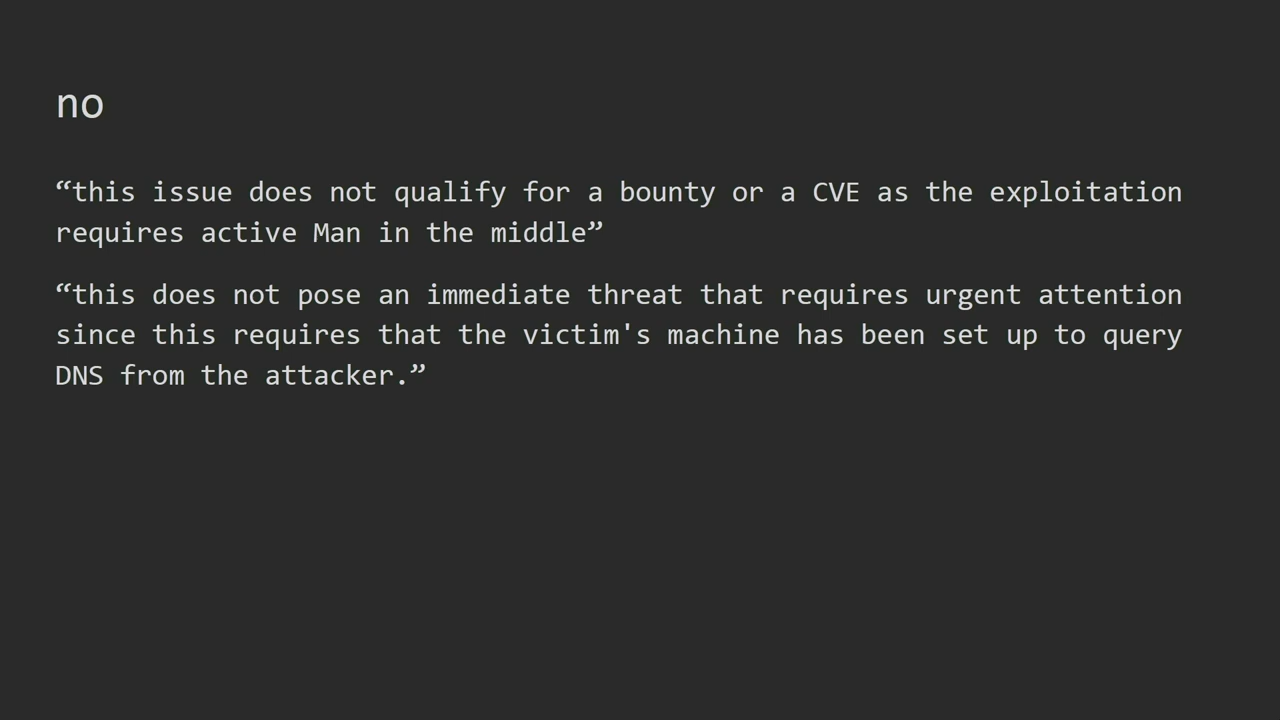 no
“this issue does not qualify for a bounty or a CVE as the exploitation
requires active Man in the middle”
“this does not pose an immediate threat that requires urgent attention
since this requires that the victim's machine has been set up to query
DNS from the attacker.”